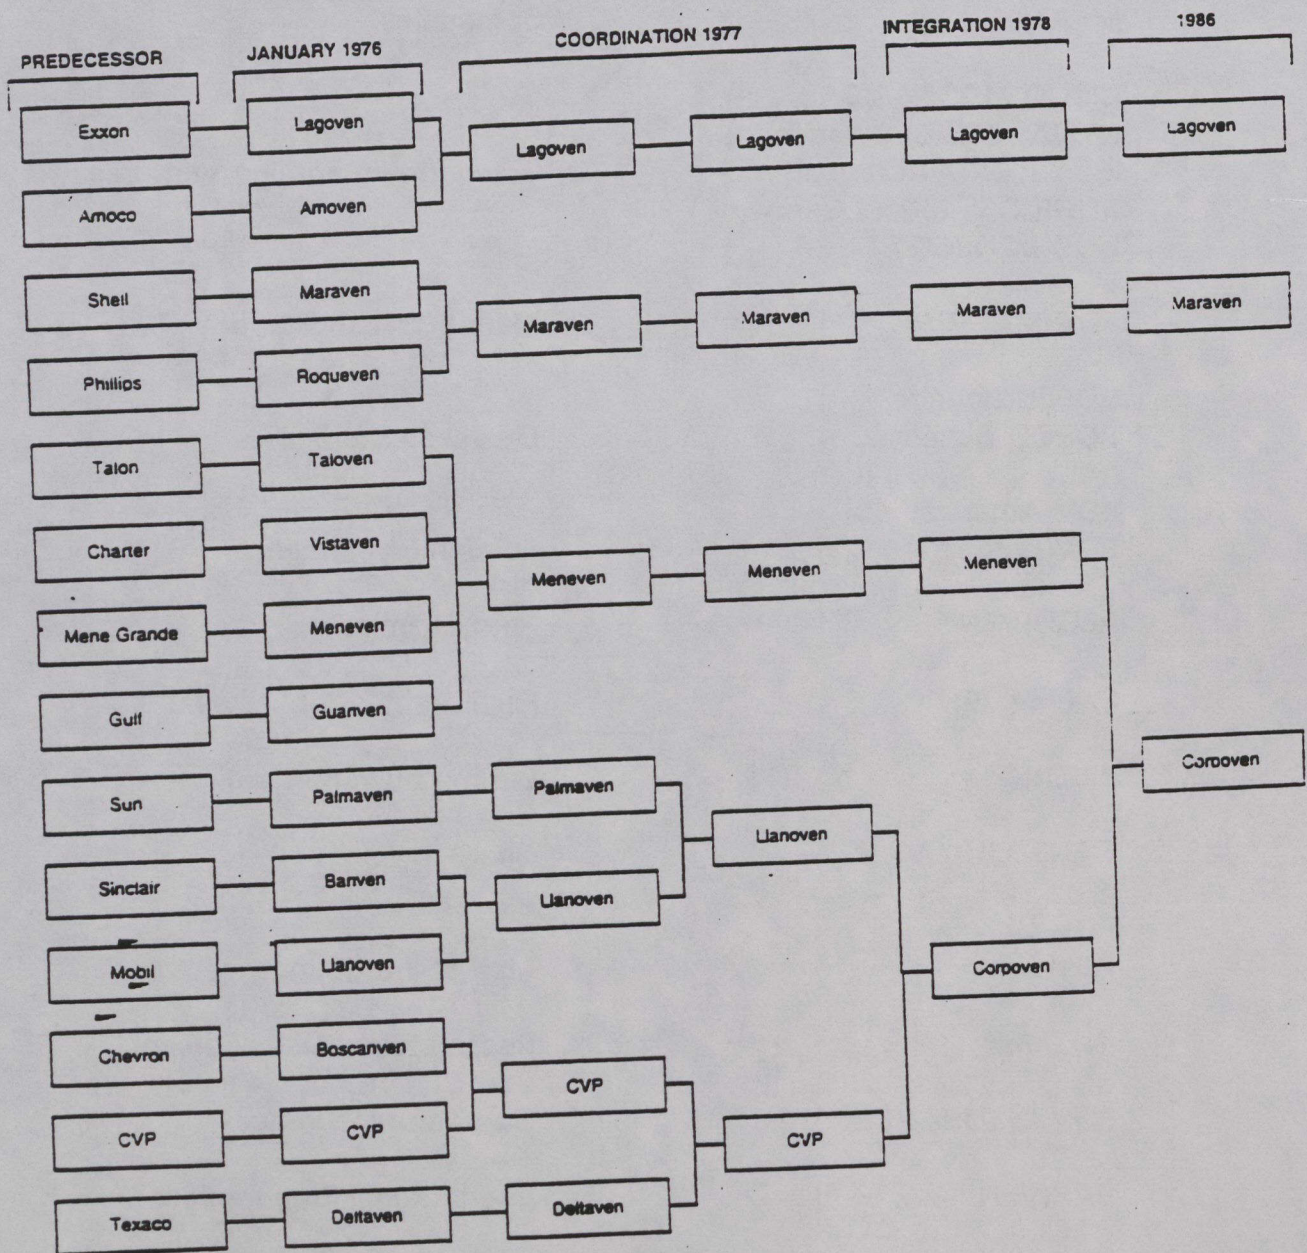 PREDECESSOR
JANUARY 1976
COORDINATION 1977
INTEGRATION 1978
1986
Exxon
Lagoven
Lagoven
Lagoven
Lagoven
Lagoven
Amoco
Amoven
Shell
Maraven
Maraven
Maraven
Maraven
Maraven
Phillips
Roqueven
Talon
Taloven
Charter
Vistaven
Meneven
Meneven
Meneven
Mene Grande
Meneven
Gulf
Guanven
Corpoven
Sun
Palmaven
Palmaven
Llanoven
Sinclair
Bariven
Llanoven
Mobil
Llanoven
Corpoven
Chevron
Boscanven
CVP
CVP
CVP
CVP
Texaco
Deltaven
Deltaven